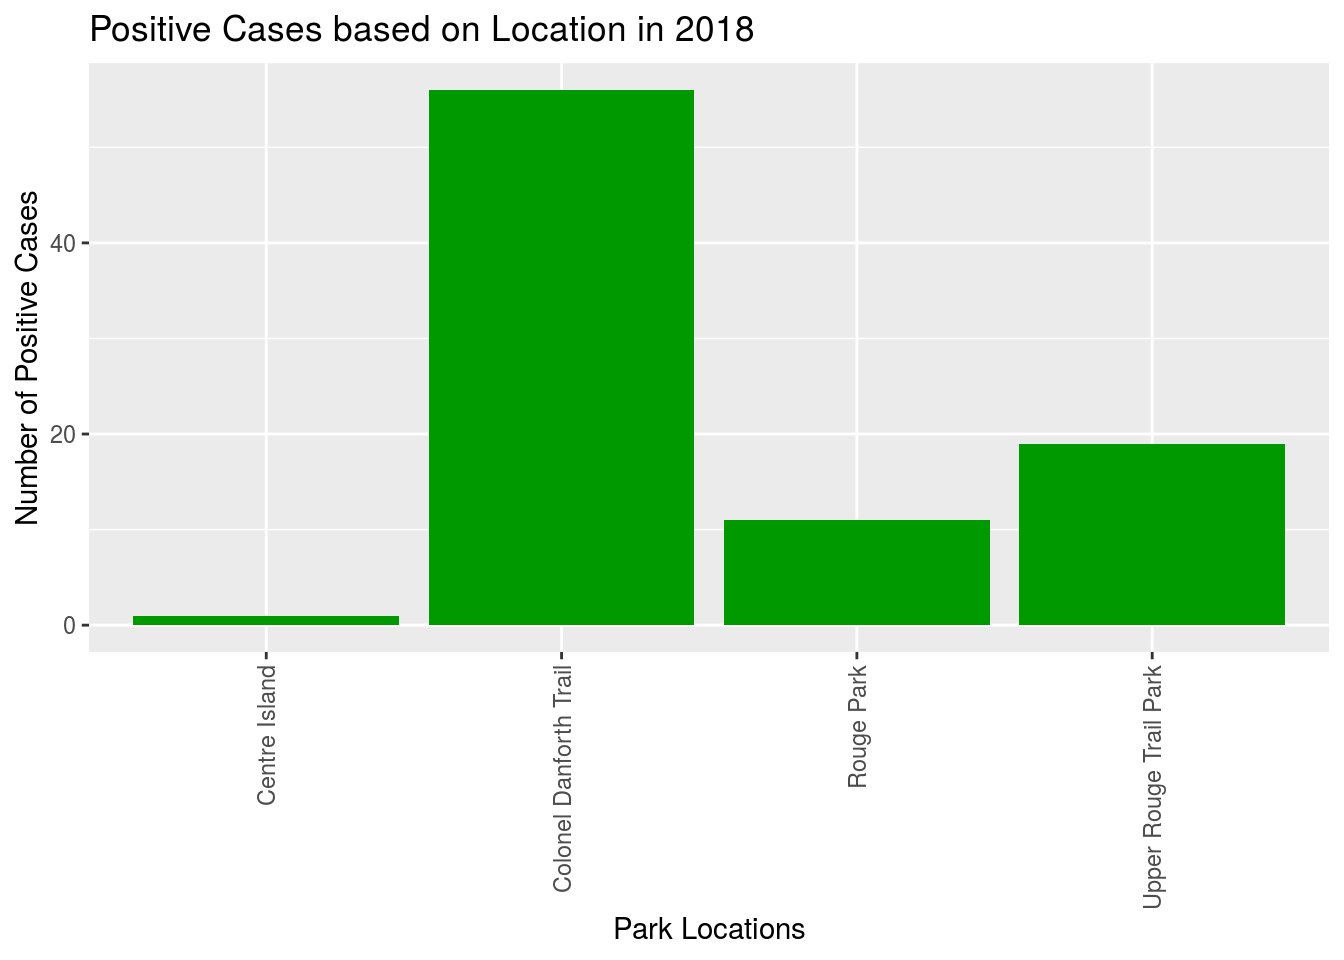 Positive Cases based on Location in 2018
Number of Positive Cases
40
20
0
Centre Island
Colonel Danforth Trail
Rouge Park
Upper Rouge Trail Park
Park Locations